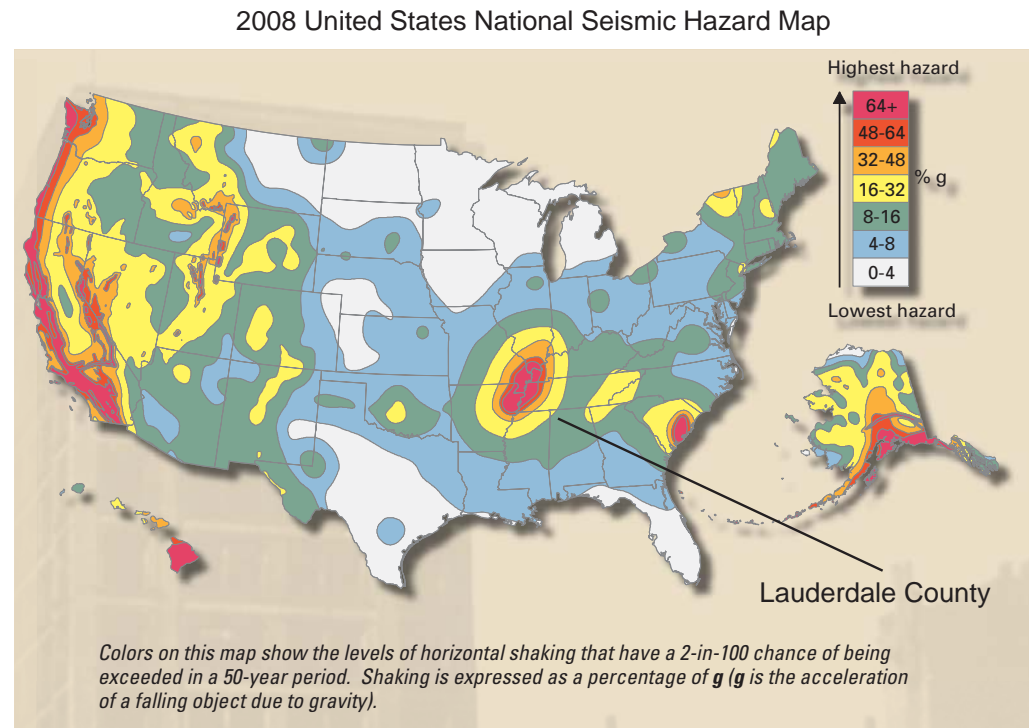 2008 United States National Seismic Hazard Map
Highest hazard
64+
48-64
32-48
16-32
8-16
4-8
0-4
% g
Lowest hazard
Lauderdale County
Colors on this map show the levels of horizontal shaking that have a 2-in-100 chance of being
exceeded in a 50-year period. Shaking is expressed as a percentage of g (g is the acceleration
of a falling object due to gravity).